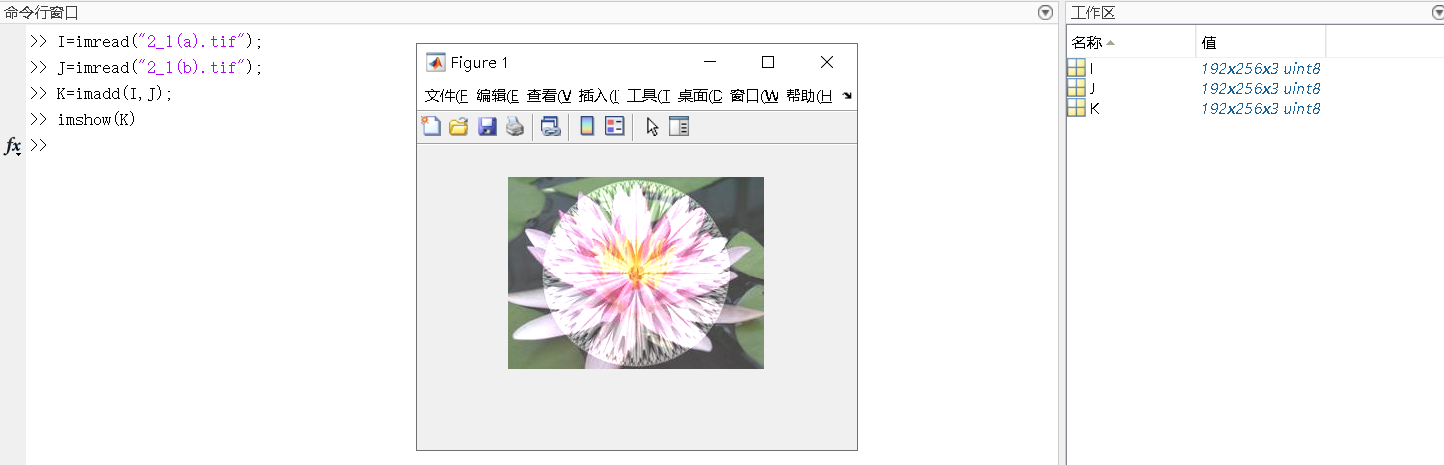 命令行窗口
>> I=imread("2_1(a).tif");
>> J=imread("2_1(b).tif");
>> K=imadd(I,J);
>> imshow(K)
fx >>
Figure 1
文件(F 编辑(E 查看(V 插入(I 工具(T 桌面(D 窗口(W 帮助(H
工作区
名称 值
I 192x256x3 uint8
J 192x256x3 uint8
K 192x256x3 uint8